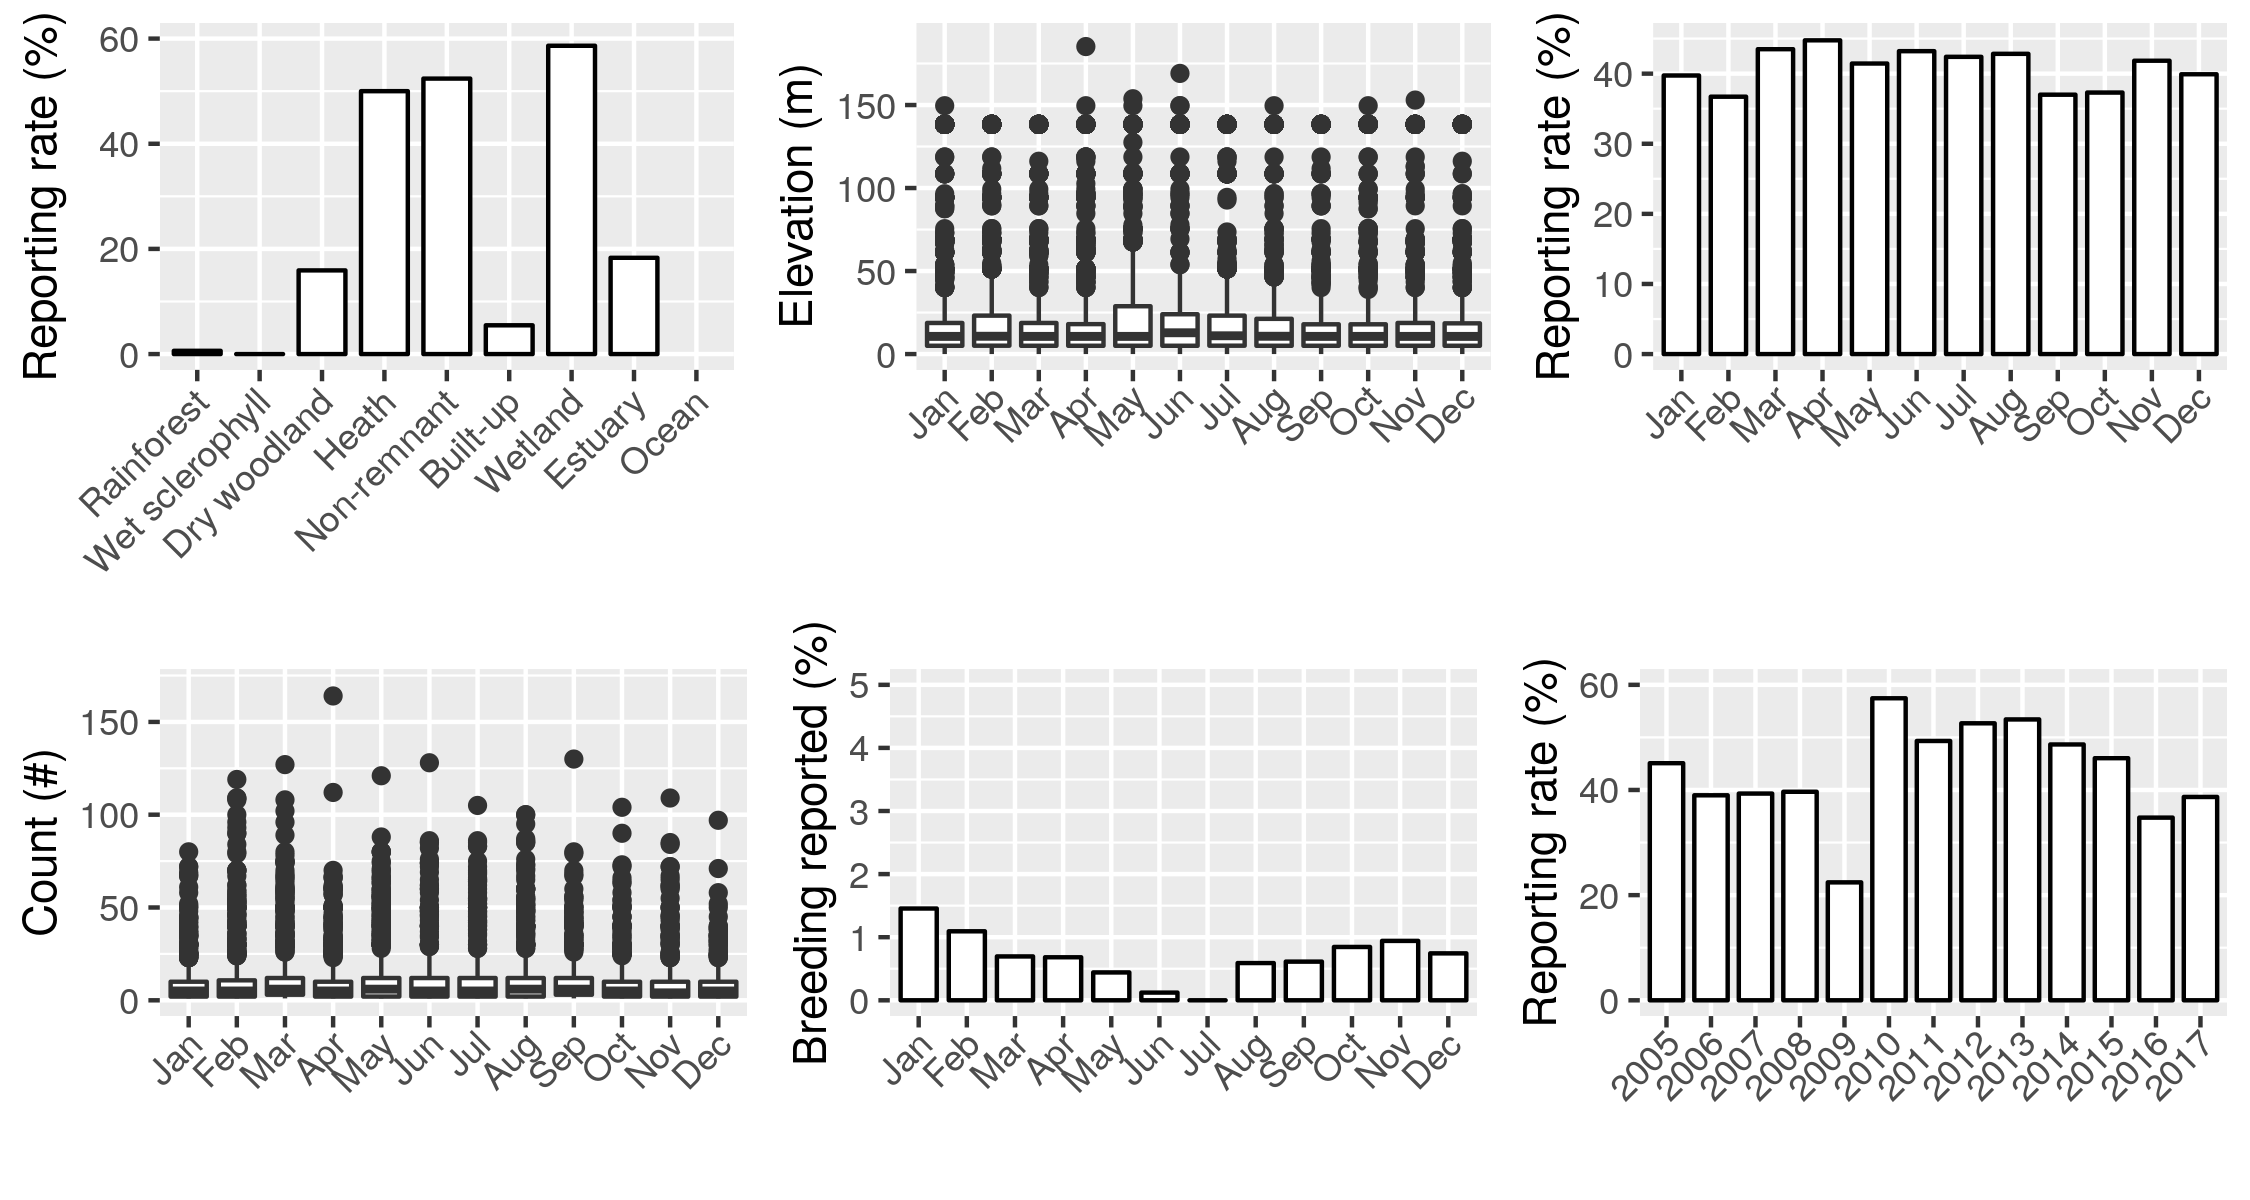 Reporting rate (%)
60
40
20
0
Rainforest
Wet sclerophyll
Dry woodland
Heath
Non-remnant
Built-up
Wetland
Estuary
Ocean
Elevation (m)
150
100
50
0
Jan
Feb
Mar
Apr
May
Jun
Jul
Aug
Sep
Oct
Nov
Dec
Reporting rate (%)
40
30
20
10
0
Jan
Feb
Mar
Apr
May
Jun
Jul
Aug
Sep
Oct
Nov
Dec
Count (#)
150
100
50
0
Jan
Feb
Mar
Apr
May
Jun
Jul
Aug
Sep
Oct
Nov
Dec
Breeding reported (%)
5
4
3
2
1
0
Jan
Feb
Mar
Apr
May
Jun
Jul
Aug
Sep
Oct
Nov
Dec
Reporting rate (%)
60
40
20
0
2005
2006
2007
2008
2009
2010
2011
2012
2013
2014
2015
2016
2017